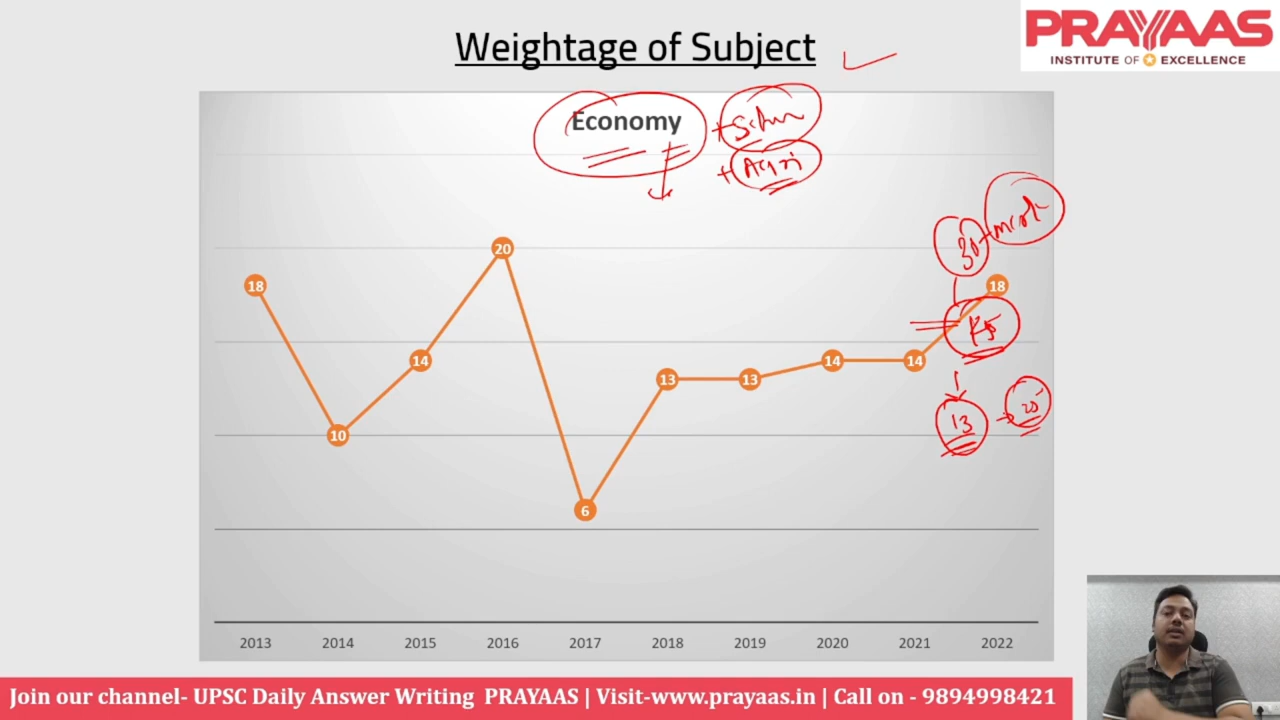 Weightage of Subject
PRAYAAS
INSTITUTE OF EXCELLENCE
Economy
+ Agri
30
18
10
14
20
6
13
13
14
14
18
13
2013 2014 2015 2016 2017 2018 2019 2020 2021 2022
Join our channel- UPSC Daily Answer Writing PRAYAAS | Visit-www.prayaas.in | Call on - 9894998421